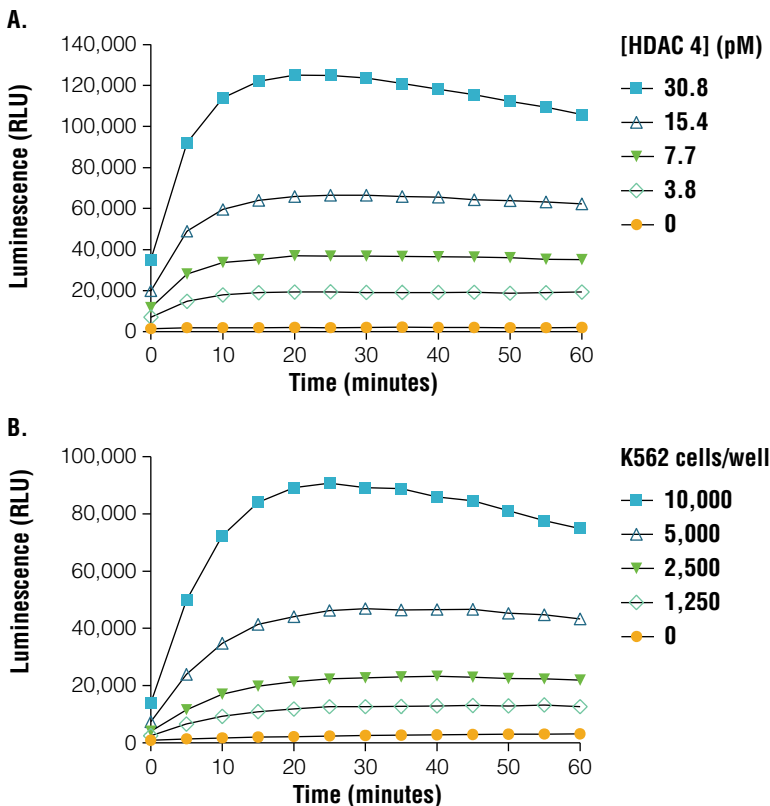 A.
Luminescence (RLU)
140,000
120,000
100,000
80,000
60,000
40,000
20,000
0
0 10 20 30 40 50 60
Time (minutes)
[HDAC 4] (pM)
30.8
15.4
7.7
3.8
0
B.
Luminescence (RLU)
100,000
80,000
60,000
40,000
20,000
0
0 10 20 30 40 50 60
Time (minutes)
K562 cells/well
10,000
5,000
2,500
1,250
0